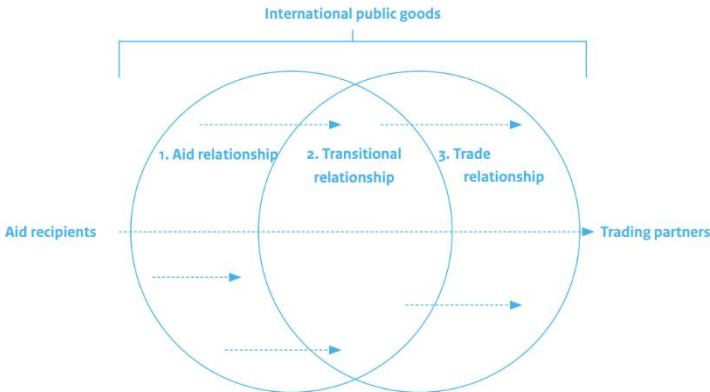 International public goods
1. Aid relationship
2. Transitional
relationship
3. Trade
relationship
Aid recipients
Trading partners